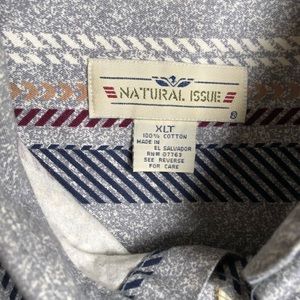 NATURAL ISSUE
®
XLT
100% COTTON
MADE IN
EL SALVADOR
RN# 07763
SEE REVERSE
FOR CARE